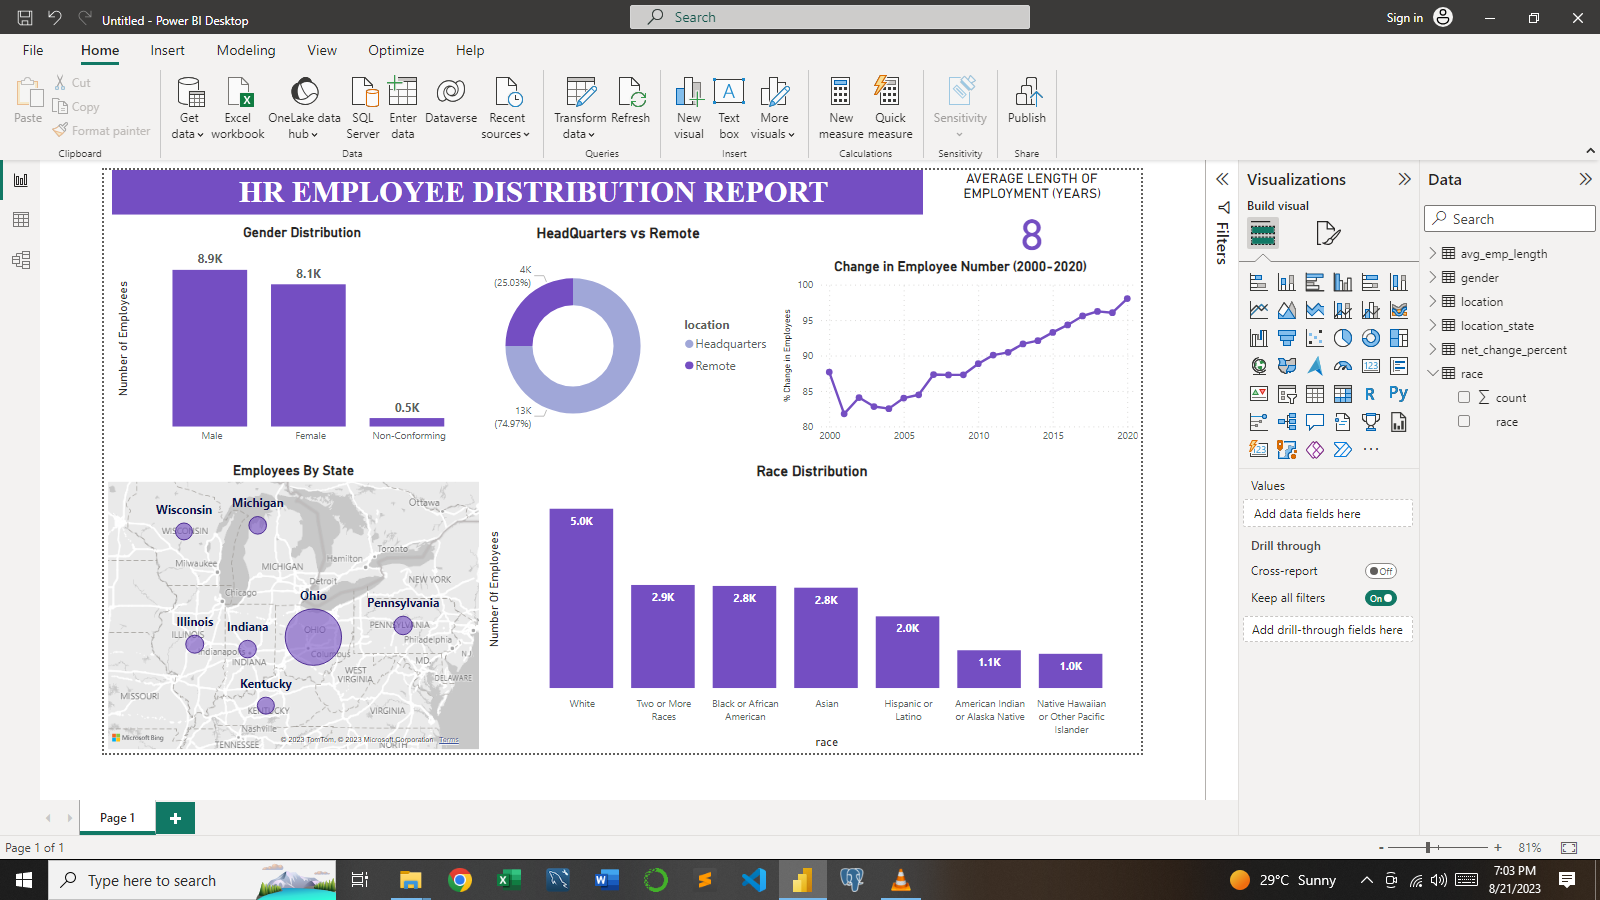 Untitled - Power BI Desktop
Search
Sign in
File
Home
Insert
Modeling
View
Optimize
Help
Paste
Cut
Copy
Format painter
Clipboard
Get data
Excel workbook
OneLake data hub
SQL Server
Enter data
Dataverse
Recent sources
Data
Transform data
Refresh
Queries
New visual
Text box
More visuals
Insert
New measure
Quick measure
Calculations
Sensitivity
Sensitivity
Publish
Share
HR EMPLOYEE DISTRIBUTION REPORT
AVERAGE LENGTH OF
EMPLOYMENT (YEARS)
8
Gender Distribution
Number of Employees
8.9K
8.1K
0.5K
Male
Female
Non-Conforming
HeadQuarters vs Remote
4K
(25.03%)
13K
(74.97%)
location
Headquarters
Remote
Change in Employee Number (2000-2020)
% Change in Employees
100
95
90
85
80
2000
2005
2010
2015
2020
Employees By State
Wisconsin
Michigan
Ohio
Pennsylvania
Illinois
Indiana
Kentucky
WISCONSIN
Ottawa
Toronto
Hamilton
Milwaukee
MICHIGAN
Detroit
NEW YORK
Chicago
ILLINOIS
OHIO
PENNSYLVANIA
Philadelphia
Indianapolis
INDIANA
Columbus
N.J.
MD.
WEST
VIRGINIA
DELAWARE
MISSOURI
KENTUCKY
VIRGINIA
Nashville
TENNESSEE
NORTH
Microsoft Bing
© 2023 TomTom, © 2023 Microsoft Corporation
Terms
Race Distribution
Number Of Employees
5.0K
2.9K
2.8K
2.8K
2.0K
1.1K
1.0K
White
Two or More
Races
Black or African
American
Asian
Hispanic or
Latino
American Indian
or Alaska Native
Native Hawaiian
or Other Pacific
Islander
race
Filters
Visualizations
Build visual
123
R
Py
123
Values
Add data fields here
Drill through
Cross-report
Off
Keep all filters
On
Add drill-through fields here
Data
Search
avg_emp_length
gender
location
location_state
net_change_percent
race
∑ count
race
Page 1
Page 1 of 1
- + 81%
Type here to search
29°C Sunny
7:03 PM
8/21/2023